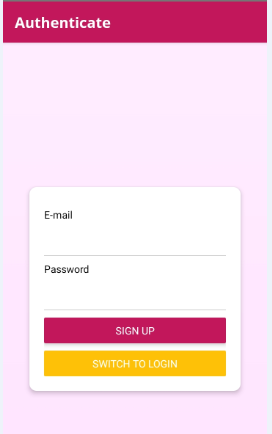 Authenticate
E-mail
Password
SIGN UP
SWITCH TO LOGIN